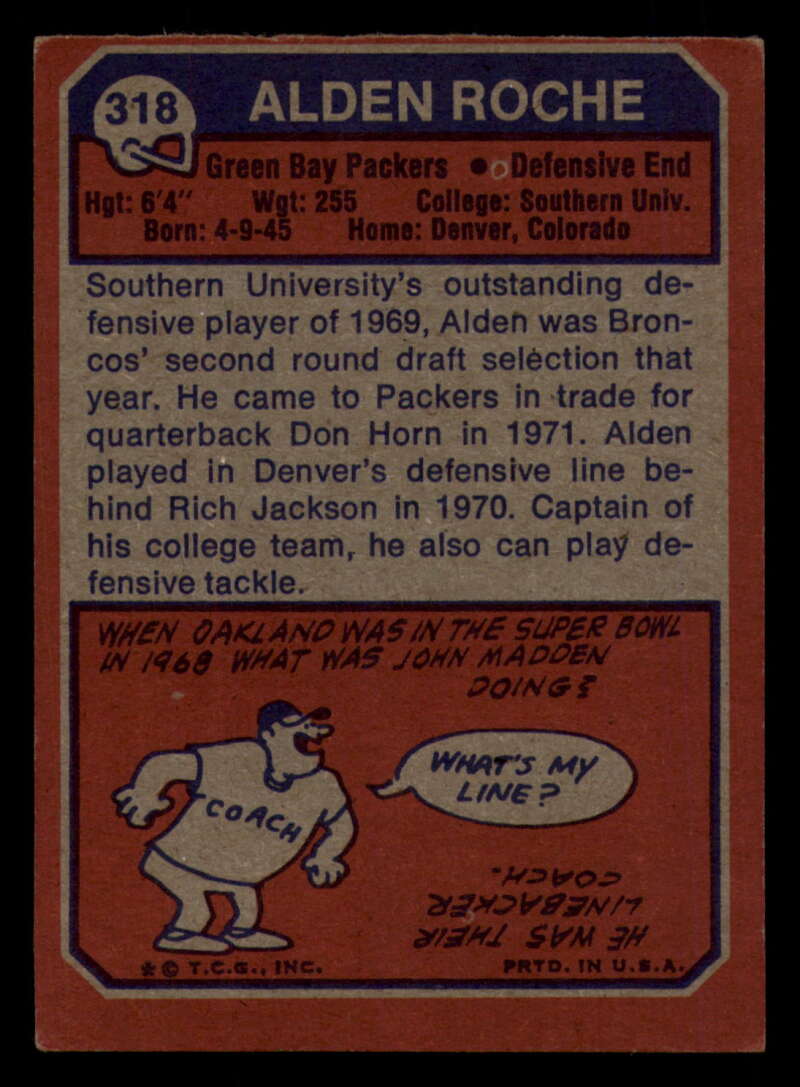 318 ALDEN ROCHE
Green Bay Packers • Defensive End
Hgt: 6'4" Wgt: 255 College: Southern Univ.
Born: 4-9-45 Home: Denver, Colorado
Southern University's outstanding de-
fensive player of 1969, Alden was Bron-
cos' second round draft selection that
year. He came to Packers in trade for
quarterback Don Horn in 1971. Alden
played in Denver's defensive line be-
hind Rich Jackson in 1970. Captain of
his college team, he also can play de-
fensive tackle.
WHEN OAKLAND WAS IN THE SUPER BOWL
IN 1968 WHAT WAS JOHN MADDEN
DOING?
WHAT'S MY
LINE?
COACH
HE WAS THEIR
LINEBACKER
COACH.
* © T.C.G., INC. PRTD. IN U.S.A.